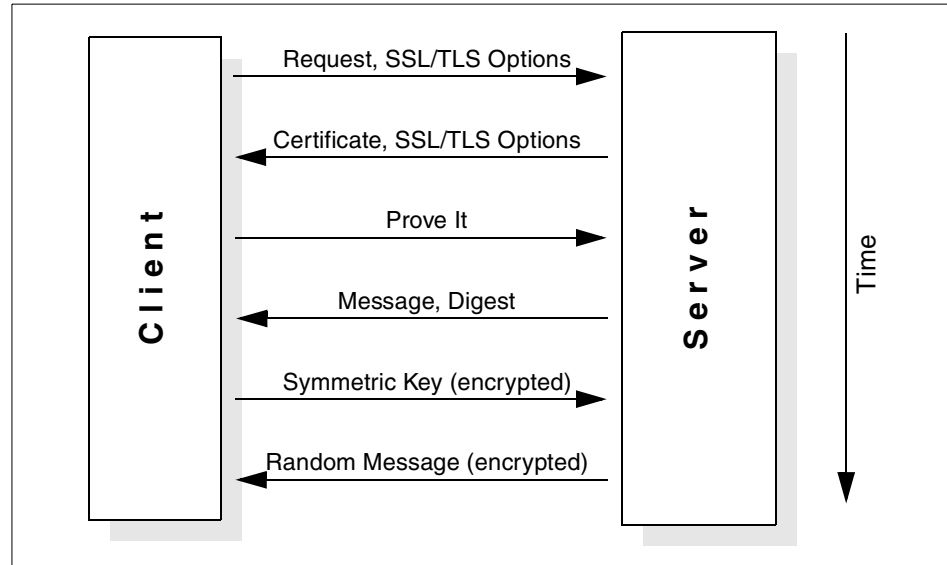 Request, SSL/TLS Options
Certificate, SSL/TLS Options
Prove It
Message, Digest
Symmetric Key (encrypted)
Random Message (encrypted)
Client
Server
Time